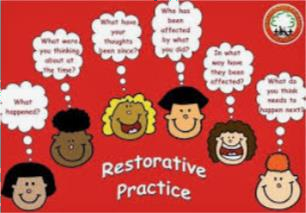 What
happened?
What were
you thinking
about at
the time?
What have
your
thoughts
been since?
Who has
been
affected
by what
you did?
In what
way have
they been
affected?
What do
you think
needs to
happen next?
Restorative
Practice